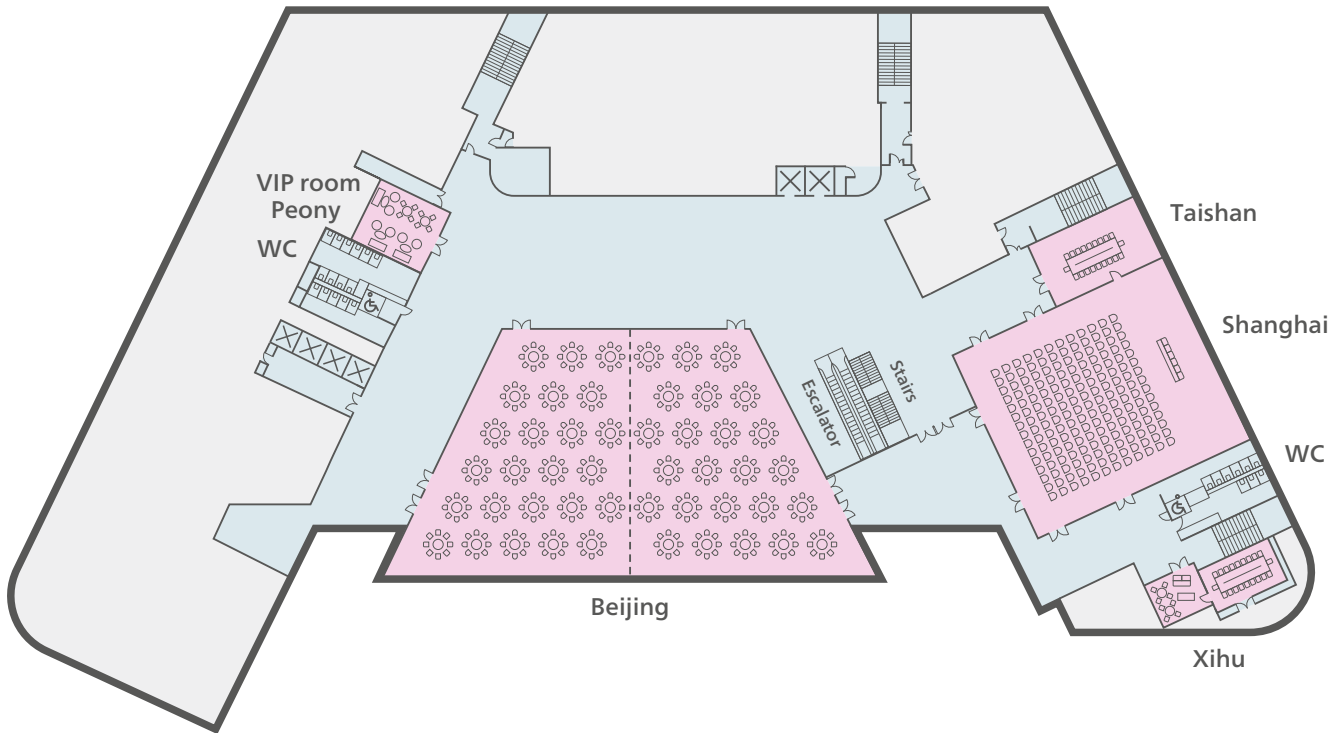 VIP room
Peony
WC
Taishan
Shanghai
Stairs
Escalator
WC
Beijing
Xihu